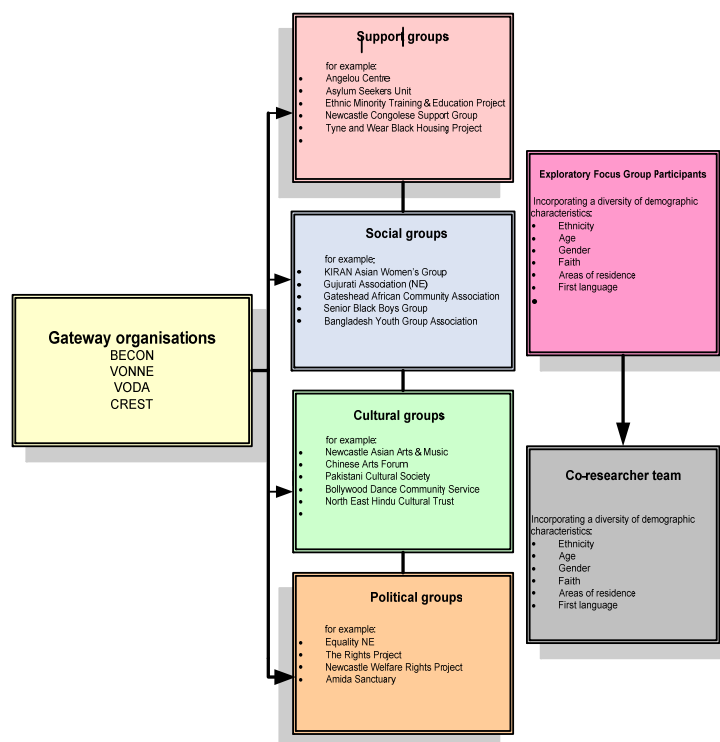 Support groups
for example:
• Angelou Centre
• Asylum Seekers Unit
• Ethnic Minority Training & Education Project
• Newcastle Congolese Support Group
• Tyne and Wear Black Housing Project
•
Social groups
for example;
• KIRAN Asian Women's Group
• Gujurati Association (NE)
• Gateshead African Community Association
• Senior Black Boys Group
• Bangladesh Youth Group Association
Gateway organisations
BECON
VONNE
VODA
CREST
Cultural groups
for example:
• Newcastle Asian Arts & Music
• Chinese Arts Forum
• Pakistani Cultural Society
• Bollywood Dance Community Service
• North East Hindu Cultural Trust
•
Political groups
for example:
• Equality NE
• The Rights Project
• Newcastle Welfare Rights Project
• Amida Sanctuary
Exploratory Focus Group Participants
Incorporating a diversity of demographic
characteristics:
• Ethnicity
• Age
• Gender
• Faith
• Areas of residence
• First language
•
Co-researcher team
Incorporating a diversity of demographic
characteristics:
• Ethnicity
• Age
• Gender
• Faith
• Areas of residence
• First language